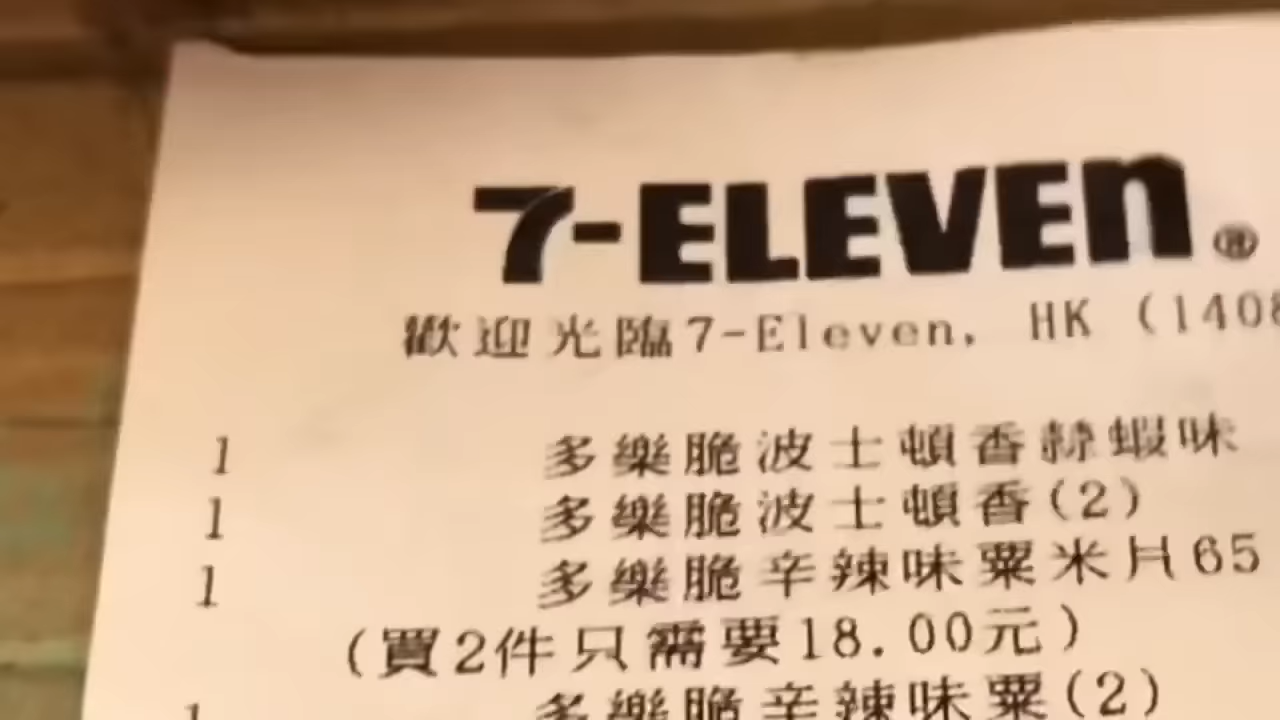 7-ELEVEn®
歡迎光臨7-Eleven, HK (1408
1 多樂脆波士頓香辣蝦味
1 多樂脆波士頓香(2)
1 多樂脆辛辣味粟米片65
(買2件只需要18.00元)
1 多樂脆辛辣味粟(2)